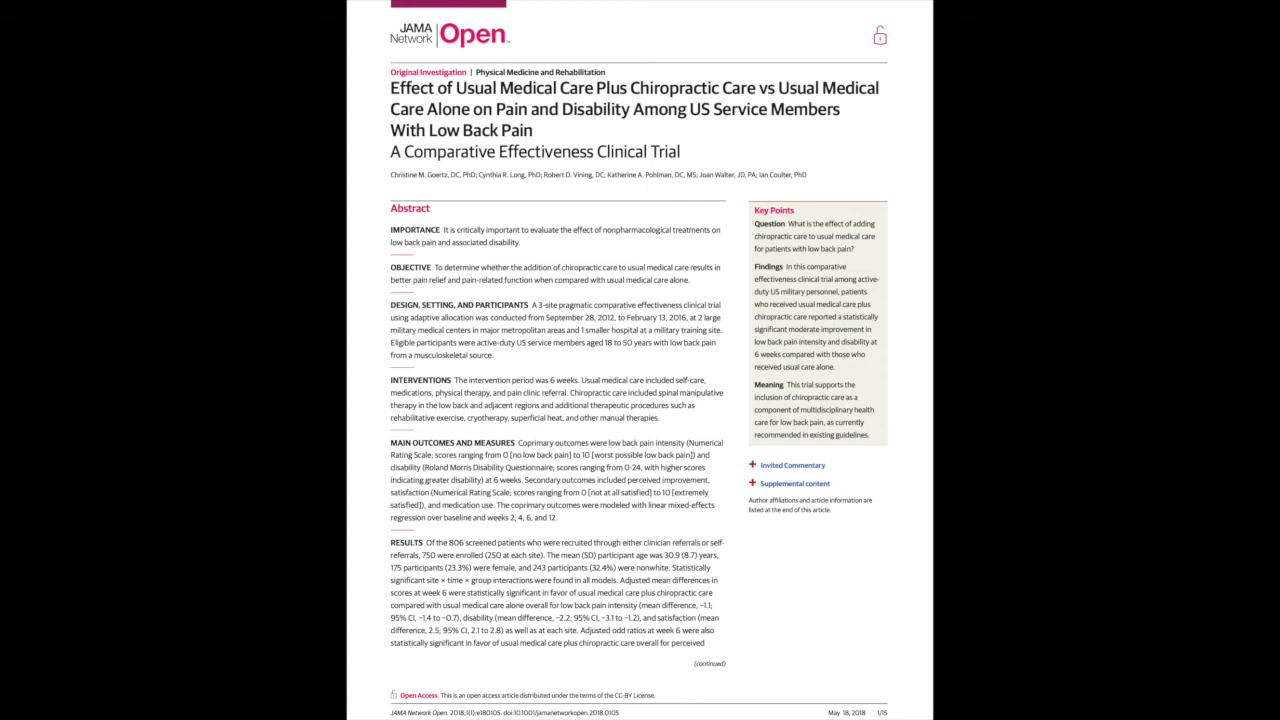 JAMA Network | Open™
Original Investigation | Physical Medicine and Rehabilitation
Effect of Usual Medical Care Plus Chiropractic Care vs Usual Medical
Care Alone on Pain and Disability Among US Service Members
With Low Back Pain
A Comparative Effectiveness Clinical Trial
Christine M. Goertz, DC, PhD; Cynthia R. Long, PhD; Robert D. Vining, DC; Katherine A. Pohlman, DC, MS; Joan Walter, JD, PA; Ian Coulter, PhD
Abstract
IMPORTANCE It is critically important to evaluate the effect of nonpharmacological treatments on
low back pain and associated disability.
OBJECTIVE To determine whether the addition of chiropractic care to usual medical care results in
better pain relief and pain-related function when compared with usual medical care alone.
DESIGN, SETTING, AND PARTICIPANTS A 3-site pragmatic comparative effectiveness clinical trial
using adaptive allocation was conducted from September 28, 2012, to February 13, 2016, at 2 large
military medical centers in major metropolitan areas and 1 smaller hospital at a military training site.
Eligible participants were active-duty US service members aged 18 to 50 years with low back pain
from a musculoskeletal source.
INTERVENTIONS The intervention period was 6 weeks. Usual medical care included self-care,
medications, physical therapy, and pain clinic referral. Chiropractic care included spinal manipulative
therapy in the low back and adjacent regions and additional therapeutic procedures such as
rehabilitative exercise, cryotherapy, superficial heat, and other manual therapies.
MAIN OUTCOMES AND MEASURES Coprimary outcomes were low back pain intensity (Numerical
Rating Scale; scores ranging from 0 [no low back pain] to 10 [worst possible low back pain]) and
disability (Roland Morris Disability Questionnaire; scores ranging from 0-24, with higher scores
indicating greater disability) at 6 weeks. Secondary outcomes included perceived improvement,
satisfaction (Numerical Rating Scale; scores ranging from 0 [not at all satisfied] to 10 [extremely
satisfied]), and medication use. The coprimary outcomes were modeled with linear mixed-effects
regression over baseline and weeks 2, 4, 6, and 12.
RESULTS Of the 806 screened patients who were recruited through either clinician referrals or self-
referrals, 750 were enrolled (250 at each site). The mean (SD) participant age was 30.9 (8.7) years,
175 participants (23.3%) were female, and 243 participants (32.4%) were nonwhite. Statistically
significant site × time × group interactions were found in all models. Adjusted mean differences in
scores at week 6 were statistically significant in favor of usual medical care plus chiropractic care
compared with usual medical care alone overall for low back pain intensity (mean difference, −1.1;
95% CI, −1.4 to −0.7), disability (mean difference, −2.2; 95% CI, −3.1 to −1.2), and satisfaction (mean
difference, 2.5; 95% CI, 2.1 to 2.8) as well as at each site. Adjusted odd ratios at week 6 were also
statistically significant in favor of usual medical care plus chiropractic care overall for perceived
(continued)
Key Points
Question What is the effect of adding
chiropractic care to usual medical care
for patients with low back pain?
Findings In this comparative
effectiveness clinical trial among active-
duty US military personnel, patients
who received usual medical care plus
chiropractic care reported a statistically
significant moderate improvement in
low back pain intensity and disability at
6 weeks compared with those who
received usual care alone.
Meaning This trial supports the
inclusion of chiropractic care as a
component of multidisciplinary health
care for low back pain, as currently
recommended in existing guidelines.
+ Invited Commentary
+ Supplemental content
Author affiliations and article information are
listed at the end of this article.
Open Access. This is an open access article distributed under the terms of the CC-BY License.
JAMA Network Open. 2018;1(1):e180105. doi:10.1001/jamanetworkopen.2018.0105
May 18, 2018 1/15